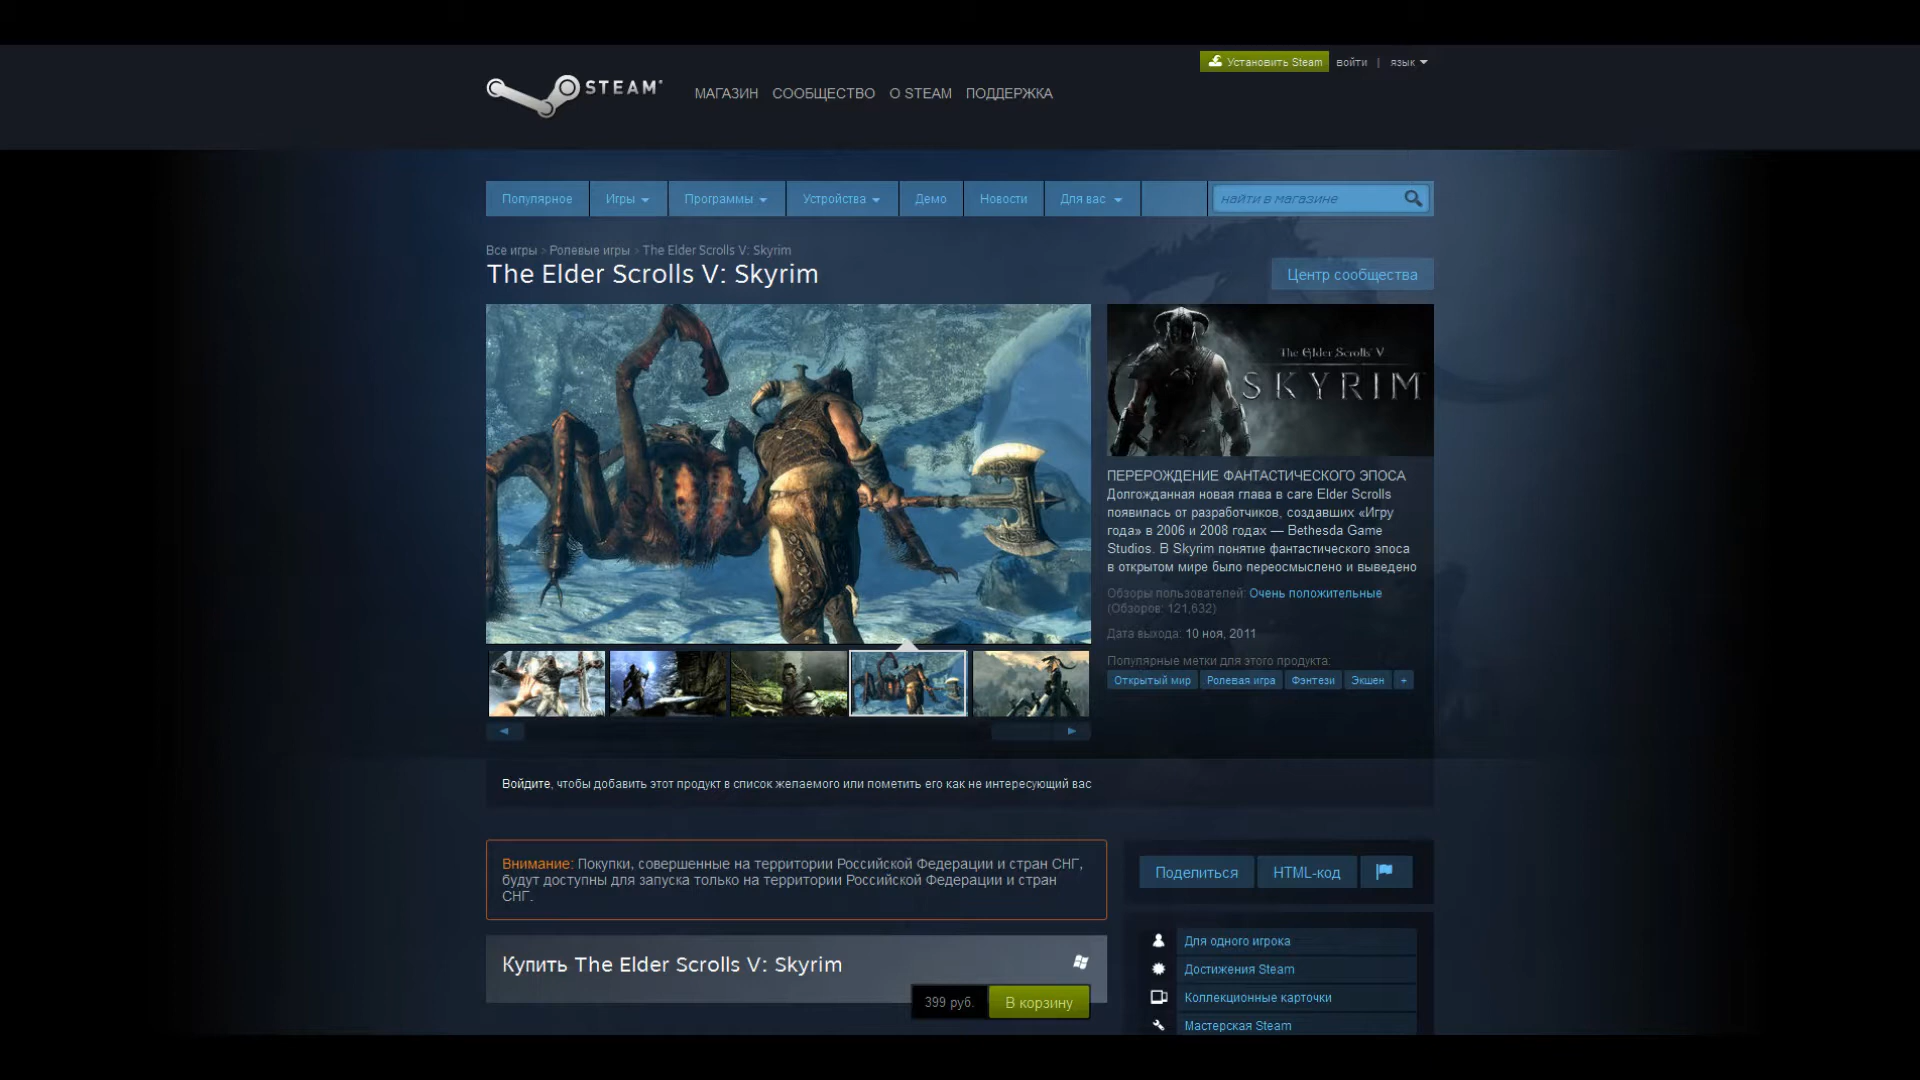 Установить Steam войти | язык
STEAM®
МАГАЗИН СООБЩЕСТВО О STEAM ПОДДЕРЖКА
Популярное Игры Программы Устройства Демо Новости Для вас найти в магазине
Все игры > Ролевые игры > The Elder Scrolls V: Skyrim
The Elder Scrolls V: Skyrim
Центр сообщества
The Elder Scrolls V
SKYRIM
ПЕРЕРОЖДЕНИЕ ФАНТАСТИЧЕСКОГО ЭПОСА
Долгожданная новая глава в саге Elder Scrolls
появилась от разработчиков, создавших «Игру
года» в 2006 и 2008 годах — Bethesda Game
Studios. В Skyrim понятие фантастического эпоса
в открытом мире было переосмыслено и выведено
Обзоры пользователей: Очень положительные
(Обзоров: 121,632)
Дата выхода: 10 ноя, 2011
Популярные метки для этого продукта:
Открытый мир Ролевая игра Фэнтези Экшен +
Войдите, чтобы добавить этот продукт в список желаемого или пометить его как не интересующий вас
Внимание: Покупки, совершенные на территории Российской Федерации и стран СНГ,
будут доступны для запуска только на территории Российской Федерации и стран
СНГ.
Поделиться HTML-код
Купить The Elder Scrolls V: Skyrim
399 руб. В корзину
Для одного игрока
Достижения Steam
Коллекционные карточки
Мастерская Steam